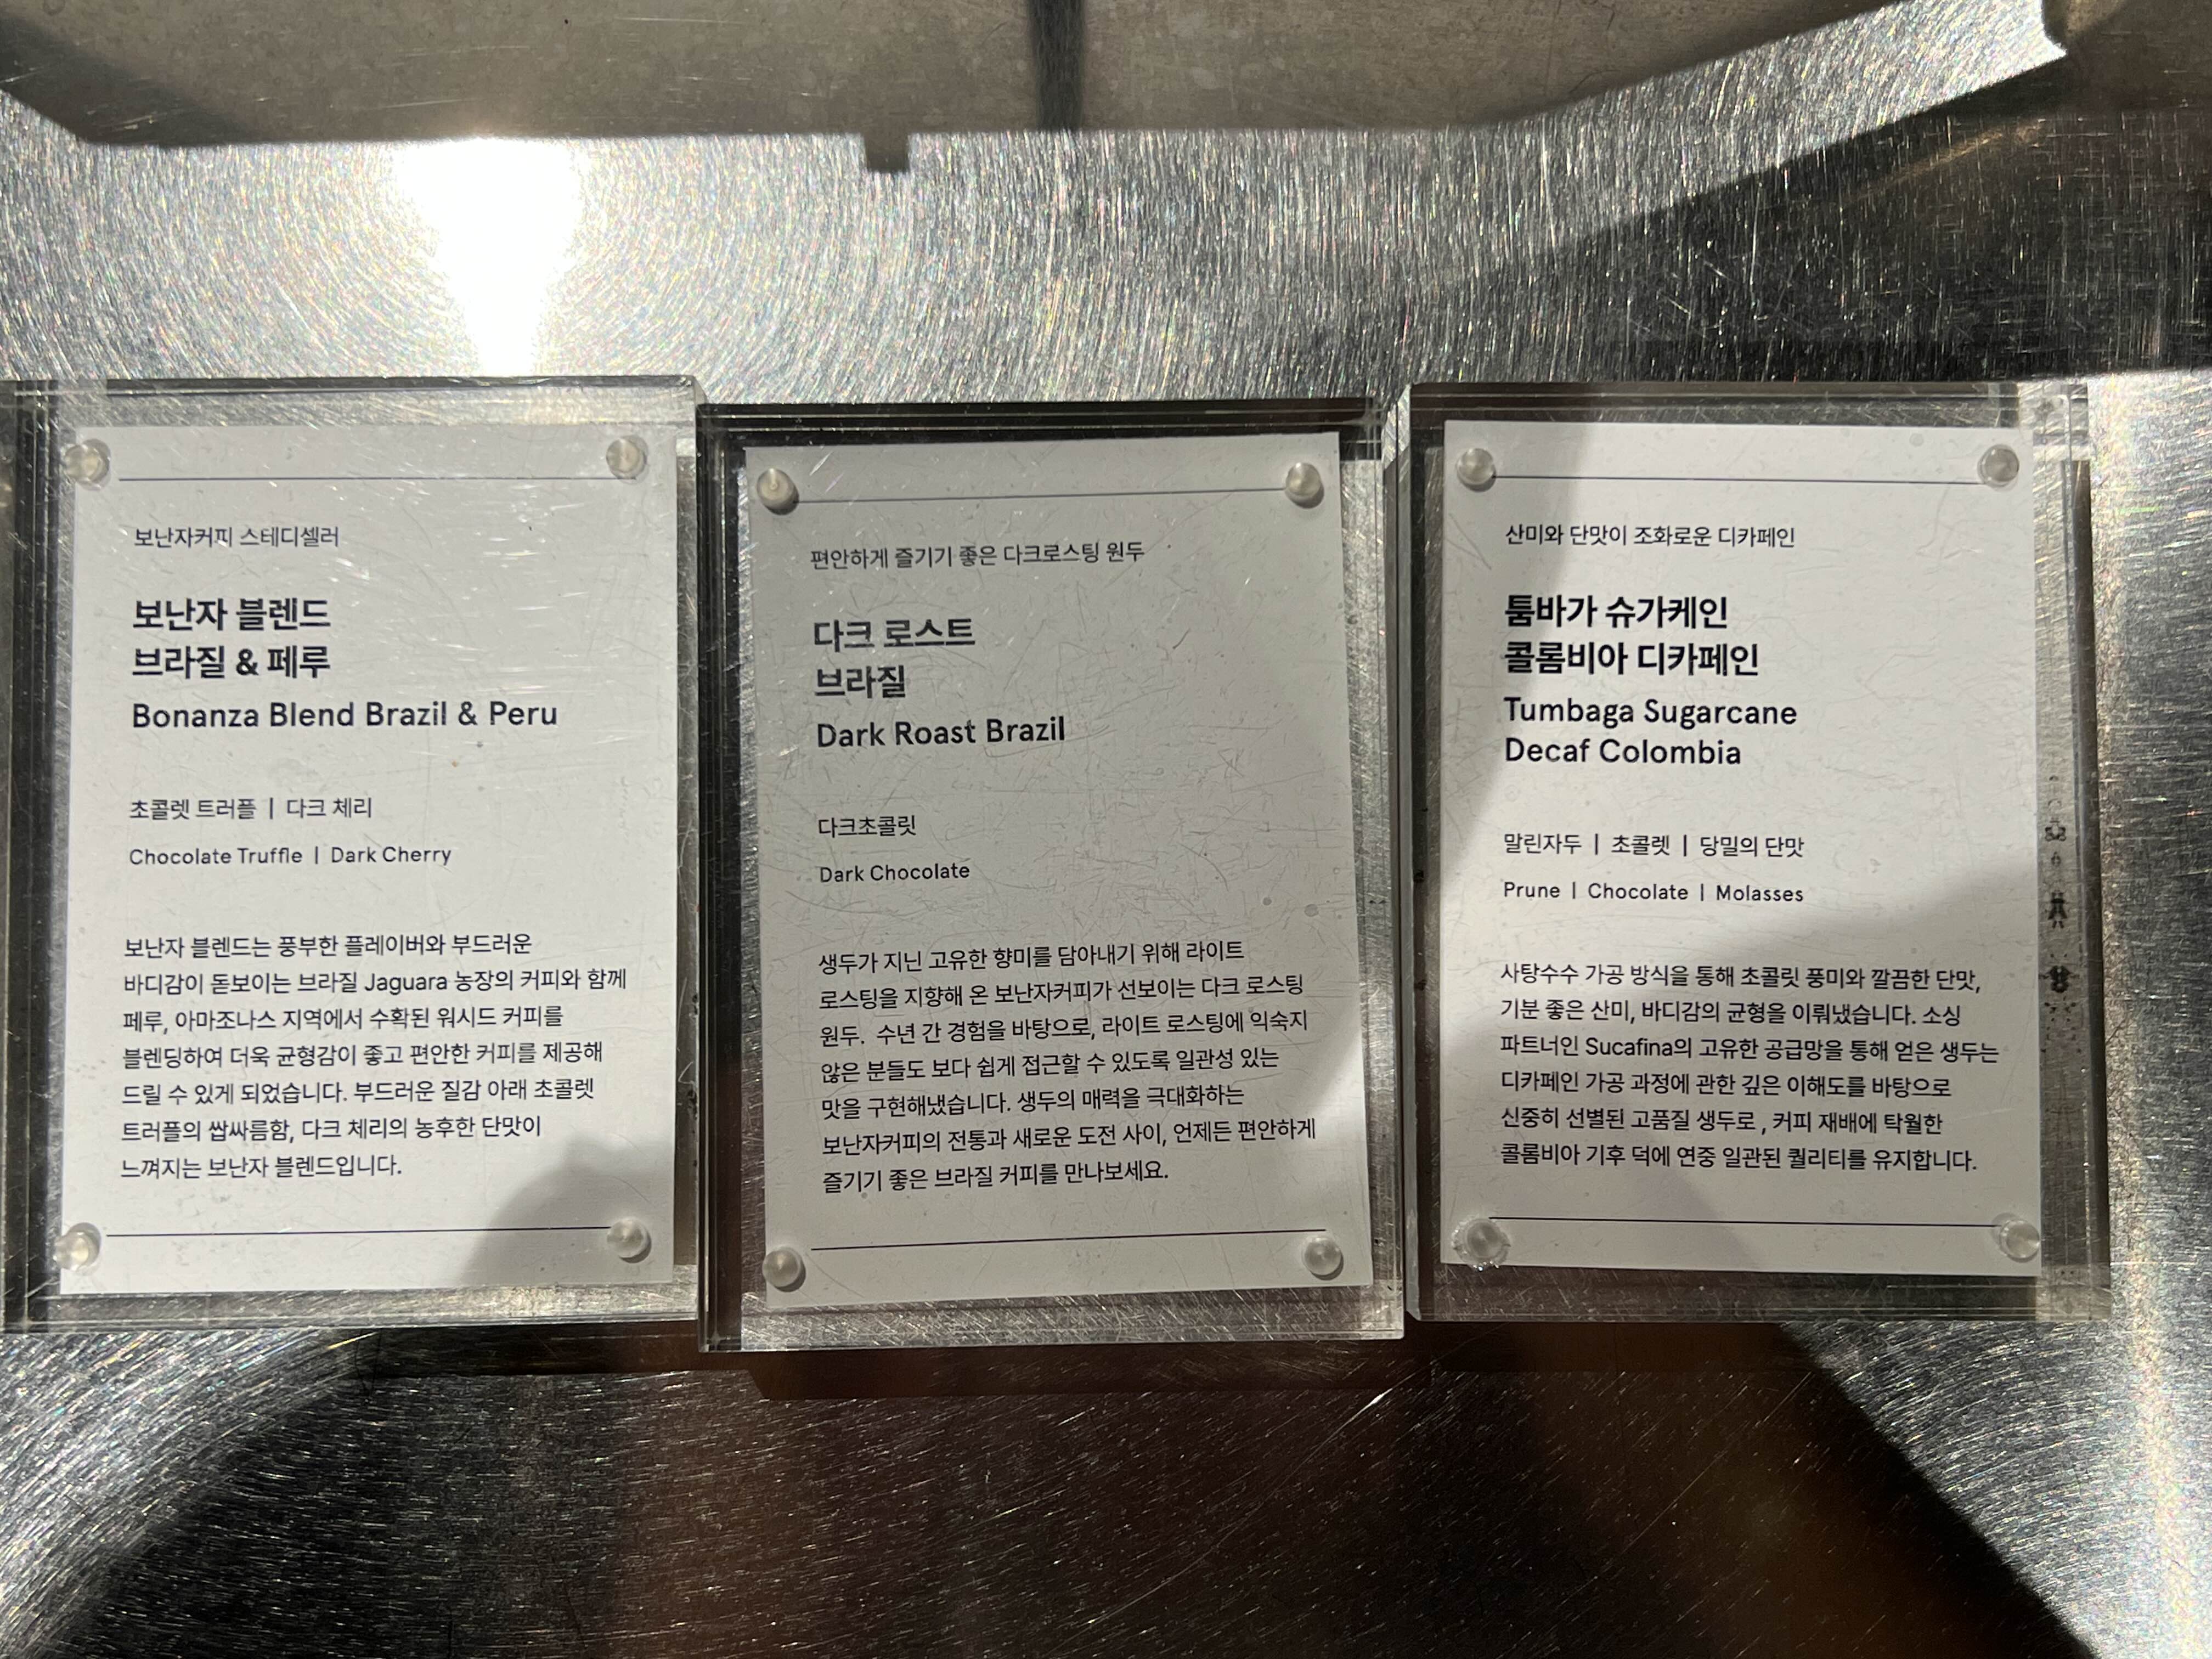 보난자커피 스테디셀러
보난자 블렌드
브라질 & 페루
Bonanza Blend Brazil & Peru
초콜렛 트러플 | 다크 체리
Chocolate Truffle | Dark Cherry
보난자 블렌드는 풍부한 플레이버와 부드러운
바디감이 돋보이는 브라질 Jaguara 농장의 커피와 함께
페루, 아마조나스 지역에서 수확된 워시드 커피를
블렌딩하여 더욱 균형감이 좋고 편안한 커피를 제공해
드릴 수 있게 되었습니다. 부드러운 질감 아래 초콜렛
트러플의 쌉싸름함, 다크 체리의 농후한 단맛이
느껴지는 보난자 블렌드입니다.
편안하게 즐기기 좋은 다크로스팅 원두
다크 로스트
브라질
Dark Roast Brazil
다크초콜릿
Dark Chocolate
생두가 지닌 고유한 향미를 담아내기 위해 라이트
로스팅을 지향해 온 보난자커피가 선보이는 다크 로스팅
원두. 수년 간 경험을 바탕으로, 라이트 로스팅에 익숙지
않은 분들도 보다 쉽게 접근할 수 있도록 일관성 있는
맛을 구현해냈습니다. 생두의 매력을 극대화하는
보난자커피의 전통과 새로운 도전 사이, 언제든 편안하게
즐기기 좋은 브라질 커피를 만나보세요.
산미와 단맛이 조화로운 디카페인
툼바가 슈가케인
콜롬비아 디카페인
Tumbaga Sugarcane
Decaf Colombia
말린자두 | 초콜렛 | 당밀의 단맛
Prune | Chocolate | Molasses
사탕수수 가공 방식을 통해 초콜릿 풍미와 깔끔한 단맛,
기분 좋은 산미, 바디감의 균형을 이뤄냈습니다. 소싱
파트너인 Sucafina의 고유한 공급망을 통해 얻은 생두는
디카페인 가공 과정에 관한 깊은 이해도를 바탕으로
신중히 선별된 고품질 생두로 , 커피 재배에 탁월한
콜롬비아 기후 덕에 연중 일관된 퀄리티를 유지합니다.